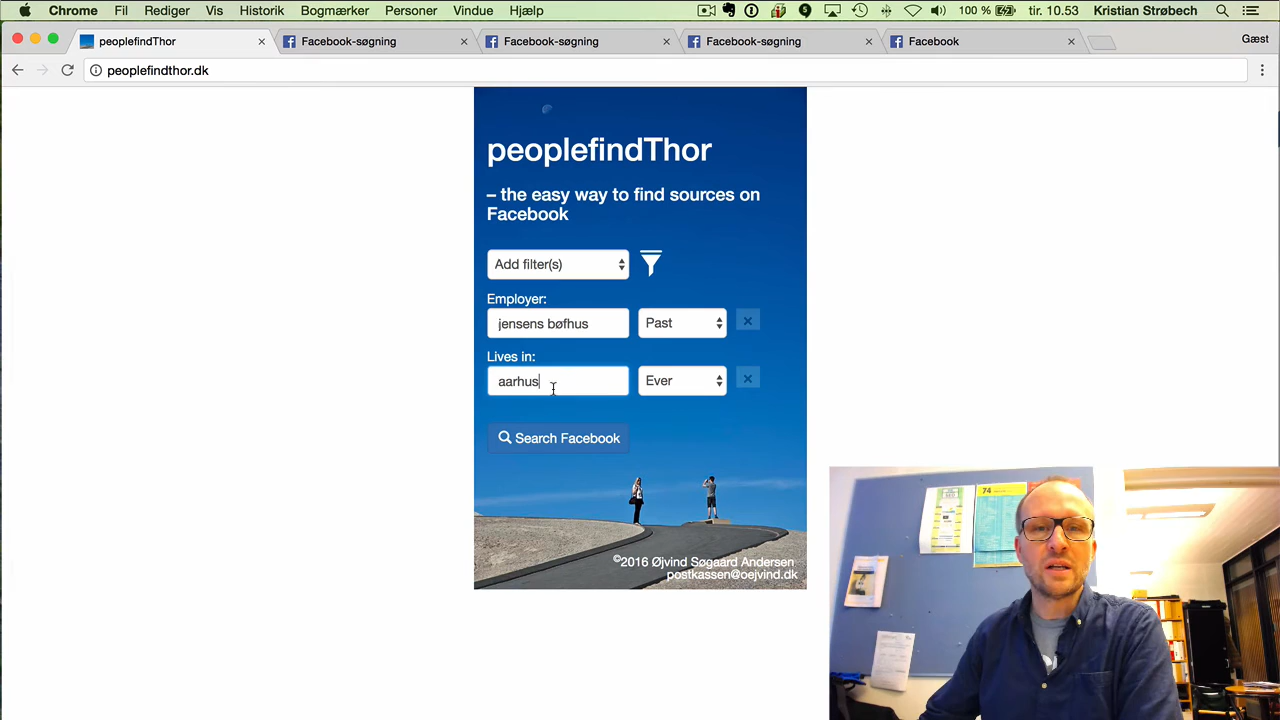 Chrome Fil Rediger Vis Historik Bogmærker Personer Vindue Hjælp 100 % tir. 10.53 Kristian Strøbech
peoplefindThor Facebook-søgning Facebook-søgning Facebook-søgning Facebook Gæst
peoplefindthor.dk
peoplefindThor
– the easy way to find sources on
Facebook
Add filter(s)
Employer:
jensens bøfhus Past
Lives in:
aarhus Ever
Search Facebook
©2016 Øjvind Søgaard Andersen
postkassen@oejvind.dk
74